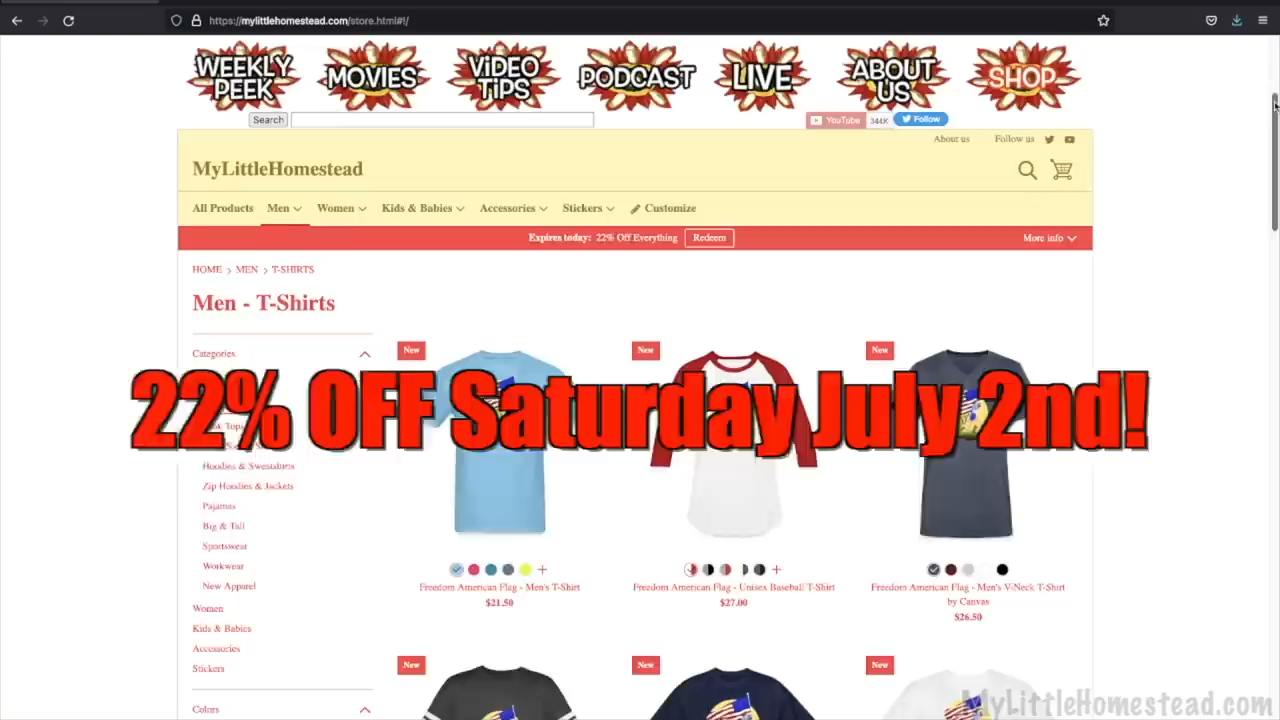 https://mylittlehomestead.com/store.html#!/
WEEKLY PEEK
MOVIES
ViDEO TiPS
PODCAST
LIVE
ABOUT US
SHOP
Search
YouTube 344K
Follow
About us Follow us
MyLittleHomestead
All Products Men Women Kids & Babies Accessories Stickers Customize
Expires today: 22% Off Everything Redeem More info
HOME > MEN > T-SHIRTS
Men - T-Shirts
Categories
New New New
22% OFF Saturday July 2nd!
Hoodies & Sweatshirts
Zip Hoodies & Jackets
Pajamas
Big & Tall
Sportswear
Workwear
New Apparel
Women
Kids & Babies
Accessories
Stickers
Colors
Freedom American Flag - Men's T-Shirt
$21.50
Freedom American Flag - Unisex Baseball T-Shirt
$27.00
Freedom American Flag - Men's V-Neck T-Shirt
by Canvas
$26.50
New New New
MyLittleHomestead.com